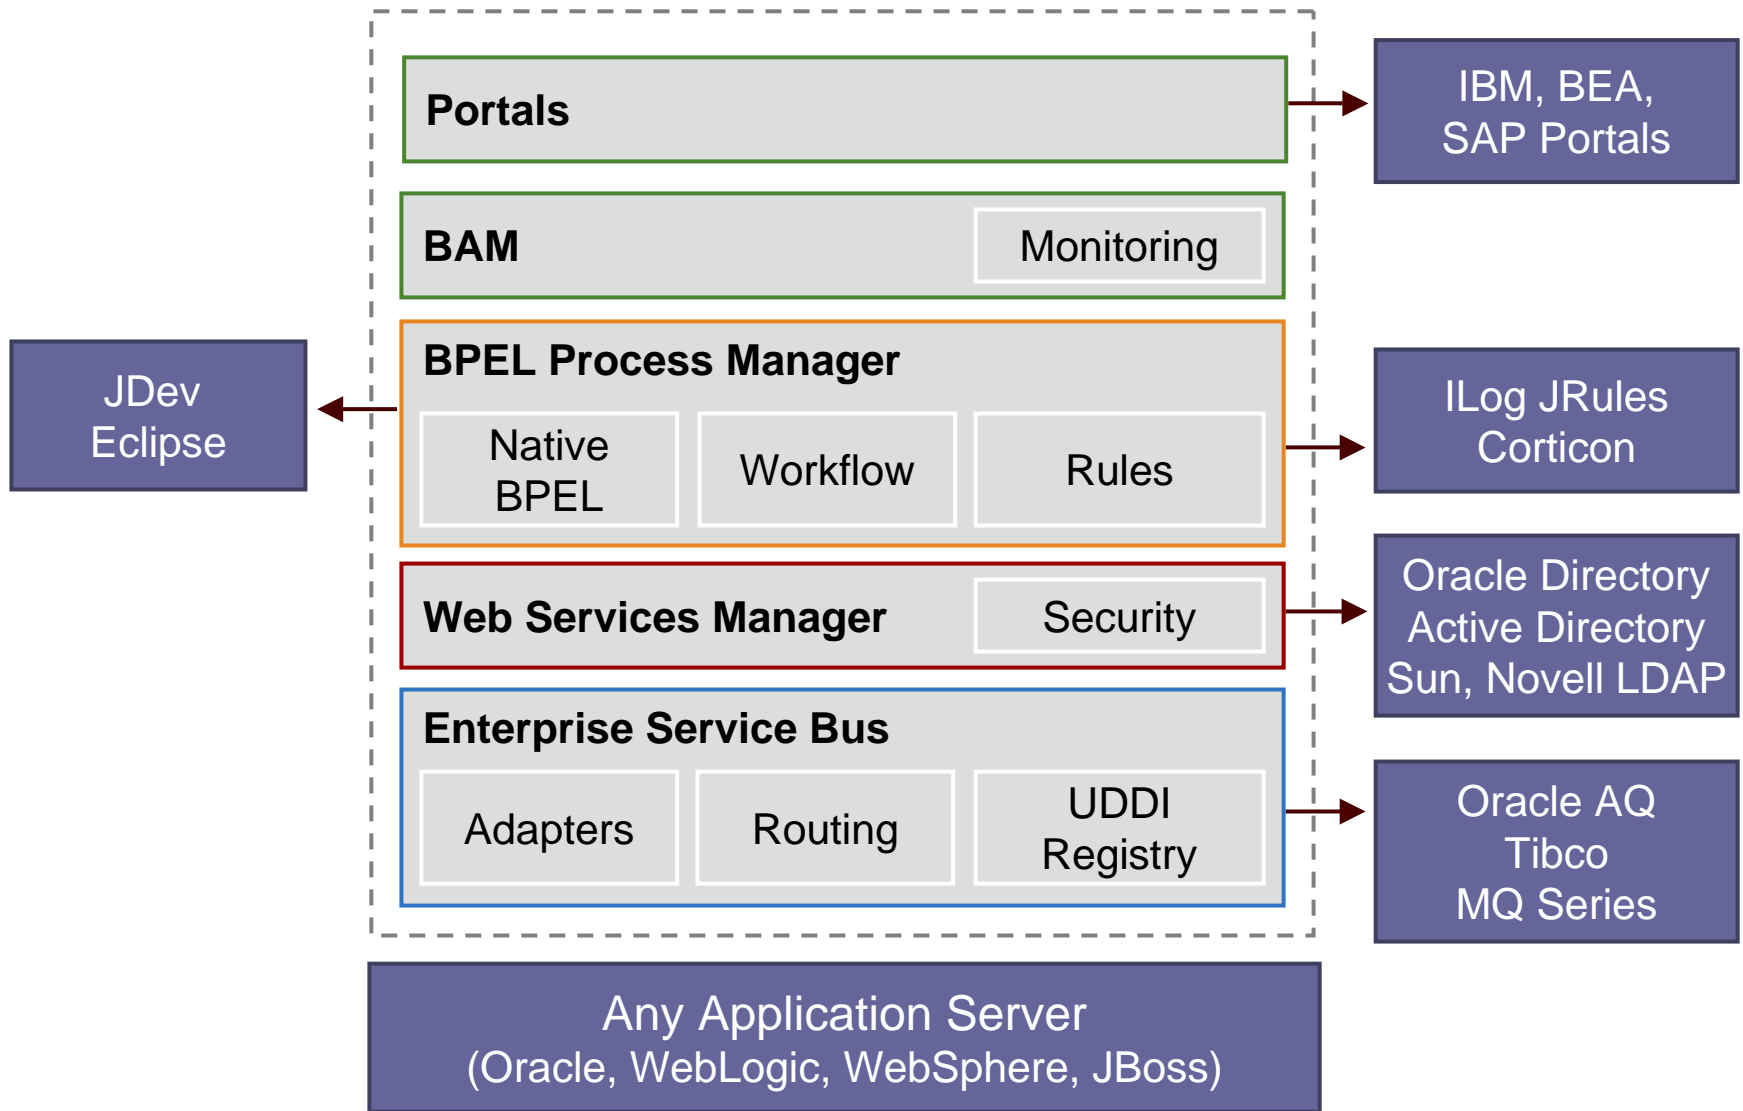 Portals
IBM, BEA,
SAP Portals
BAM
Monitoring
JDev
Eclipse
BPEL Process Manager
Native
BPEL
Workflow
Rules
ILog JRules
Corticon
Web Services Manager
Security
Oracle Directory
Active Directory
Sun, Novell LDAP
Enterprise Service Bus
Adapters
Routing
UDDI
Registry
Oracle AQ
Tibco
MQ Series
Any Application Server
(Oracle, WebLogic, WebSphere, JBoss)